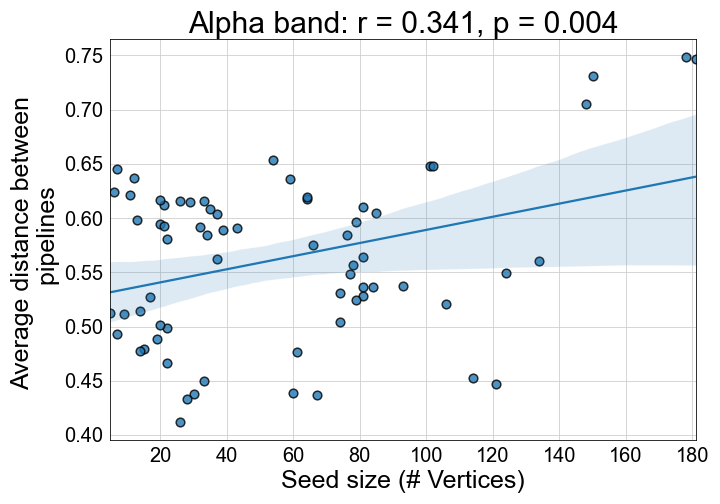 Alpha band: r = 0.341, p = 0.004
Average distance between
pipelines
0.75
0.70
0.65
0.60
0.55
0.50
0.45
0.40
20 40 60 80 100 120 140 160 180
Seed size (# Vertices)